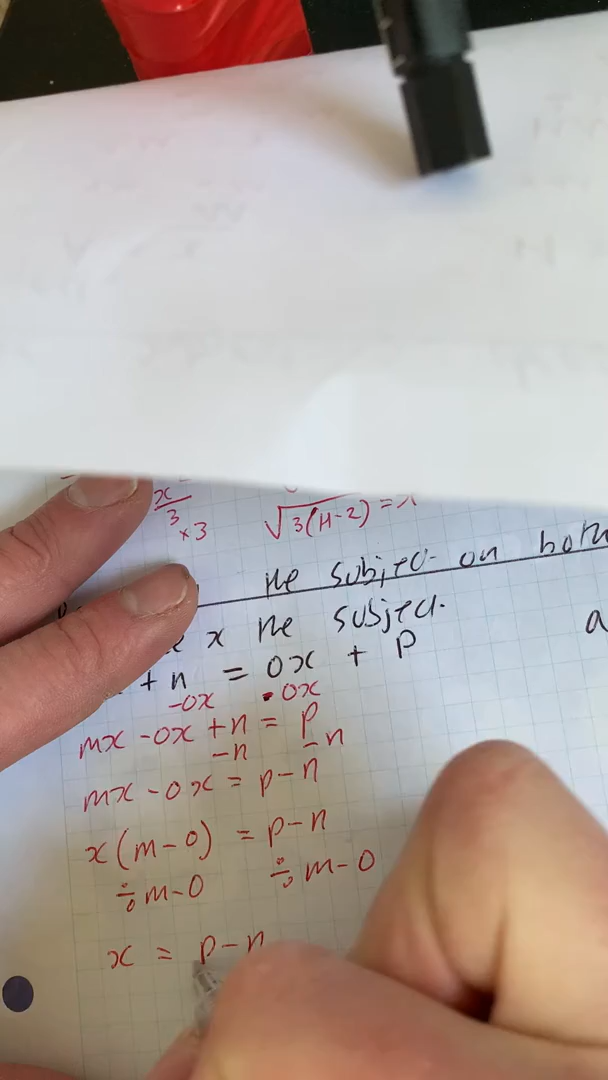 x/3
×3
√3(H-2) = x
the subject on both
x the subject.
+ n = ox + p
a
-ox -ox
mx - ox + n = p
-n -n
mx - ox = p - n
x(m - o) = p - n
÷ m - o ÷ m - o
x = p - n